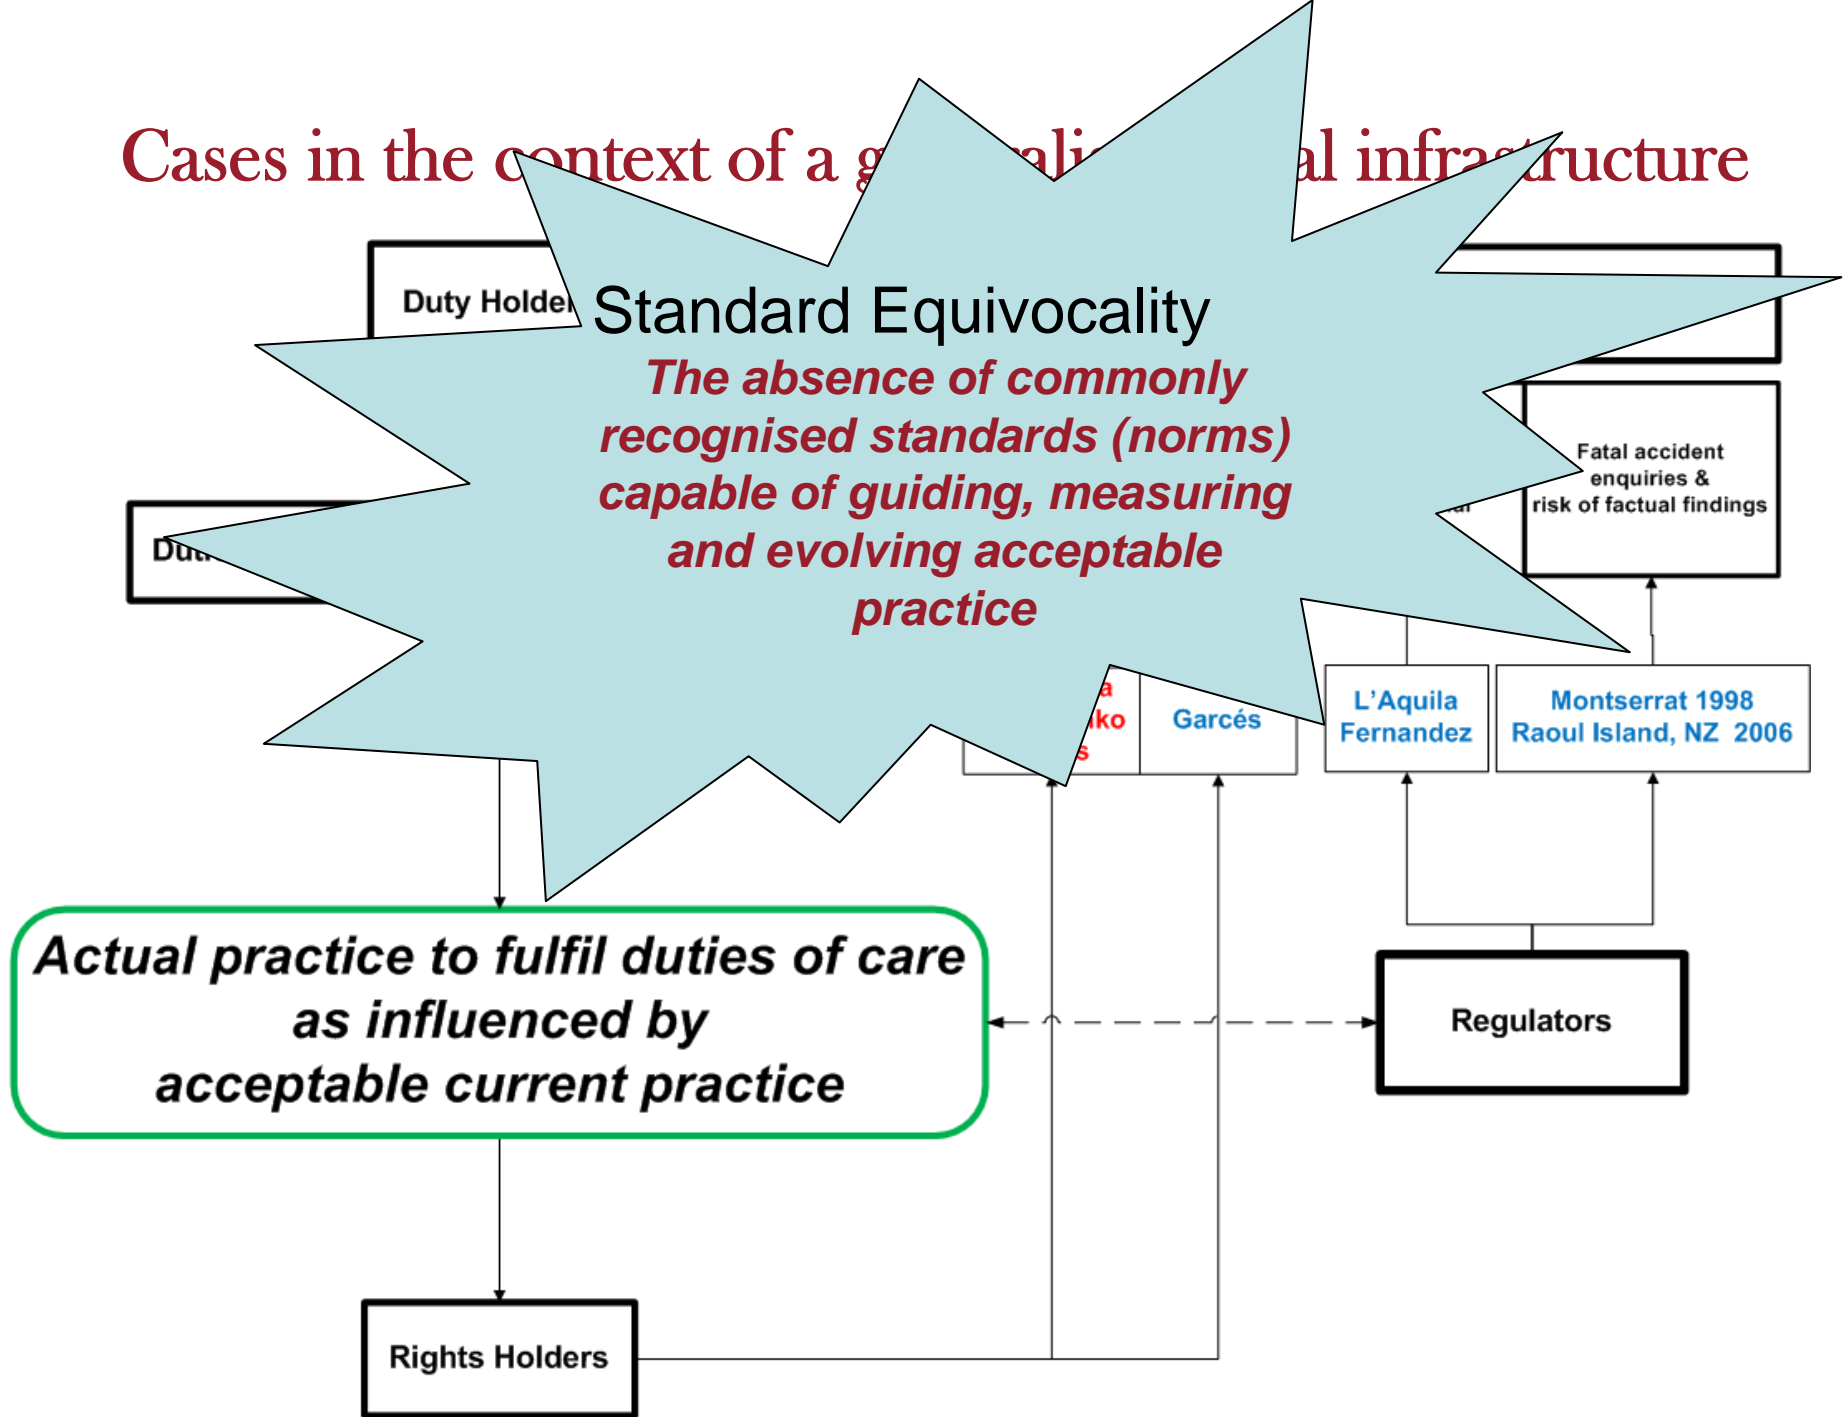 Cases in the context of a al infrastructure
Duty Holder
Standard Equivocality
The absence of commonly
recognised standards (norms)
capable of guiding, measuring
and evolving acceptable
practice
Fatal accident
enquiries &
risk of factual findings
Garcés
L’Aquila
Fernandez
Montserrat 1998
Raoul Island, NZ 2006
Actual practice to fulfil duties of care
as influenced by
acceptable current practice
Regulators
Rights Holders